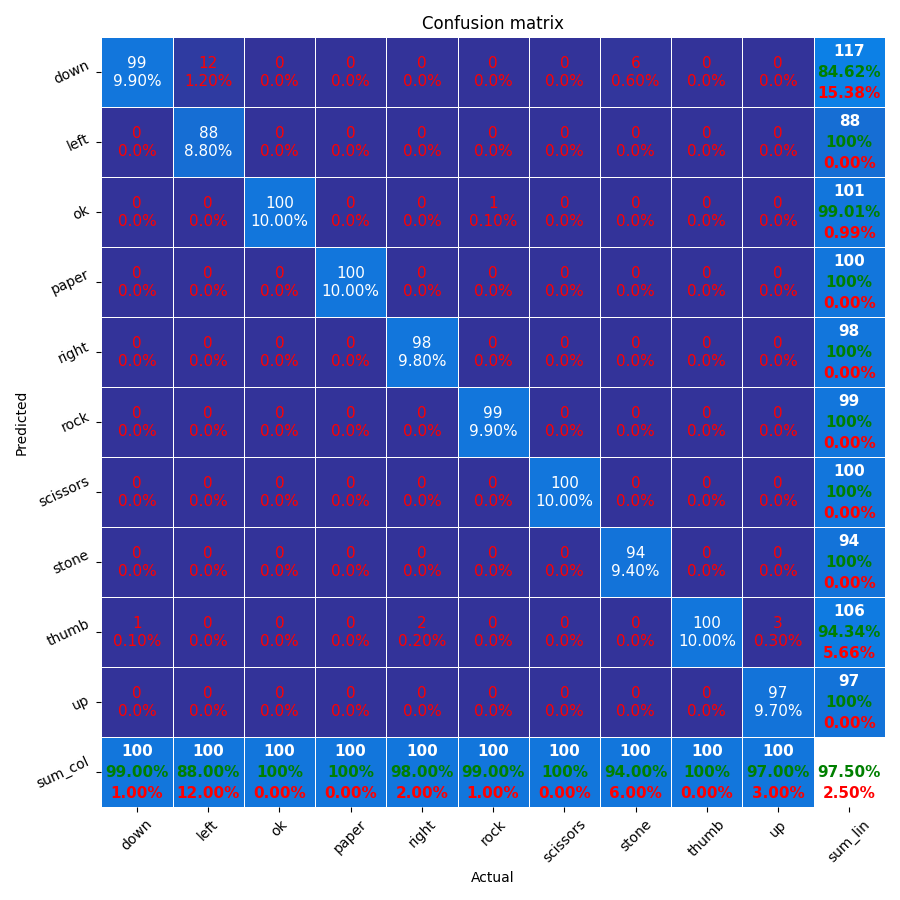 Confusion matrix
down
99 12 0 0 0 0 0 6 0 0 117
9.90% 1.20% 0.0% 0.0% 0.0% 0.0% 0.0% 0.60% 0.0% 0.0% 84.62%
15.38%
left
0 88 0 0 0 0 0 0 0 0 88
0.0% 8.80% 0.0% 0.0% 0.0% 0.0% 0.0% 0.0% 0.0% 0.0% 100%
0.00%
ok
0 0 100 0 0 1 0 0 0 0 101
0.0% 0.0% 10.00% 0.0% 0.0% 0.10% 0.0% 0.0% 0.0% 0.0% 99.01%
0.99%
paper
0 0 0 100 0 0 0 0 0 0 100
0.0% 0.0% 0.0% 10.00% 0.0% 0.0% 0.0% 0.0% 0.0% 0.0% 100%
0.00%
right
0 0 0 0 98 0 0 0 0 0 98
0.0% 0.0% 0.0% 0.0% 9.80% 0.0% 0.0% 0.0% 0.0% 0.0% 100%
0.00%
rock
0 0 0 0 0 99 0 0 0 0 99
0.0% 0.0% 0.0% 0.0% 0.0% 9.90% 0.0% 0.0% 0.0% 0.0% 100%
0.00%
scissors
0 0 0 0 0 0 100 0 0 0 100
0.0% 0.0% 0.0% 0.0% 0.0% 0.0% 10.00% 0.0% 0.0% 0.0% 100%
0.00%
stone
0 0 0 0 0 0 0 94 0 0 94
0.0% 0.0% 0.0% 0.0% 0.0% 0.0% 0.0% 9.40% 0.0% 0.0% 100%
0.00%
thumb
1 0 0 0 2 0 0 0 100 3 106
0.10% 0.0% 0.0% 0.0% 0.20% 0.0% 0.0% 0.0% 10.00% 0.30% 94.34%
5.66%
up
0 0 0 0 0 0 0 0 0 97 97
0.0% 0.0% 0.0% 0.0% 0.0% 0.0% 0.0% 0.0% 0.0% 9.70% 100%
0.00%
sum_col
100 100 100 100 100 100 100 100 100 100
99.00% 88.00% 100% 100% 98.00% 99.00% 100% 94.00% 100% 97.00% 97.50%
1.00% 12.00% 0.00% 0.00% 2.00% 1.00% 0.00% 6.00% 0.00% 3.00% 2.50%
down left ok paper right rock scissors stone thumb up sum_lin
Predicted
Actual